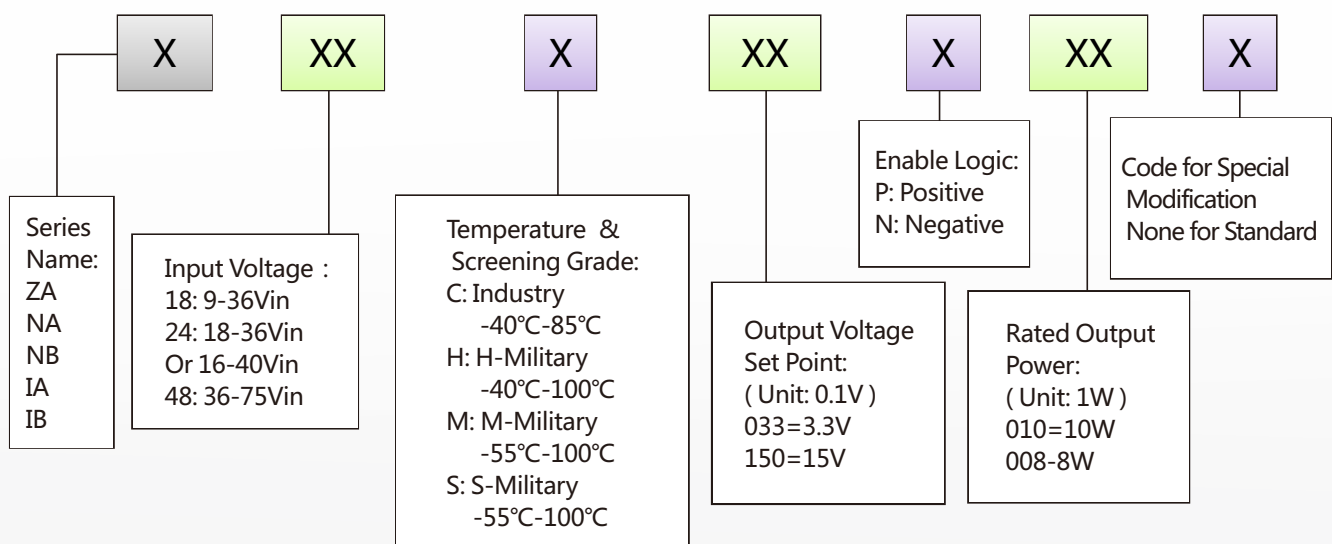 X
XX
X
XX
X
XX
X
Series
Name:
ZA
NA
NB
IA
IB
Input Voltage :
18: 9-36Vin
24: 18-36Vin
Or 16-40Vin
48: 36-75Vin
Temperature &
Screening Grade:
C: Industry
-40℃-85℃
H: H-Military
-40℃-100℃
M: M-Military
-55℃-100℃
S: S-Military
-55℃-100℃
Output Voltage
Set Point:
( Unit: 0.1V )
033=3.3V
150=15V
Enable Logic:
P: Positive
N: Negative
Rated Output
Power:
( Unit: 1W )
010=10W
008-8W
Code for Special
Modification
None for Standard